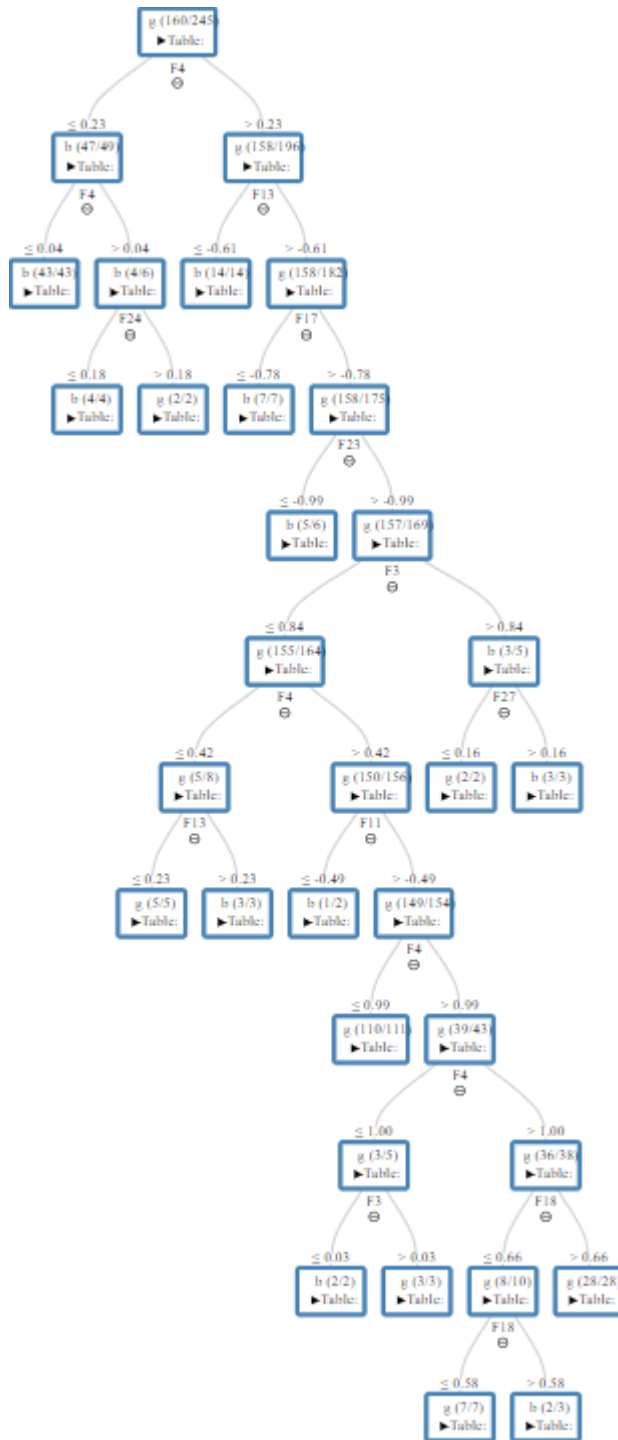 g (160/245)
▶Table:
F4
⊖
≤ 0.23 > 0.23
b (47/49) g (158/196)
▶Table: ▶Table:
F4 F13
⊖ ⊖
≤ 0.04 > 0.04 ≤ -0.61 > -0.61
b (43/43) b (4/6) b (14/14) g (158/182)
▶Table: ▶Table: ▶Table: ▶Table:
F24 F17
⊖ ⊖
≤ 0.18 > 0.18 ≤ -0.78 > -0.78
b (4/4) g (2/2) b (7/7) g (158/175)
▶Table: ▶Table: ▶Table: ▶Table:
F23
⊖
≤ -0.99 > -0.99
b (5/6) g (157/169)
▶Table: ▶Table:
F3
⊖
≤ 0.84 > 0.84
g (155/164) b (3/5)
▶Table: ▶Table:
F4 F27
⊖ ⊖
≤ 0.42 > 0.42 ≤ 0.16 > 0.16
g (5/8) g (150/156) g (2/2) b (3/3)
▶Table: ▶Table: ▶Table: ▶Table:
F13 F11
⊖ ⊖
≤ 0.23 > 0.23 ≤ -0.49 > -0.49
g (5/5) b (3/3) b (1/2) g (149/154)
▶Table: ▶Table: ▶Table: ▶Table:
F4
⊖
≤ 0.99 > 0.99
g (110/111) g (39/43)
▶Table: ▶Table:
F4
⊖
≤ 1.00 > 1.00
g (3/5) g (36/38)
▶Table: ▶Table:
F3 F18
⊖ ⊖
≤ 0.03 > 0.03 ≤ 0.66 > 0.66
b (2/2) g (3/3) g (8/10) g (28/28)
▶Table: ▶Table: ▶Table: ▶Table:
F18
⊖
≤ 0.58 > 0.58
g (7/7) b (2/3)
▶Table: ▶Table: